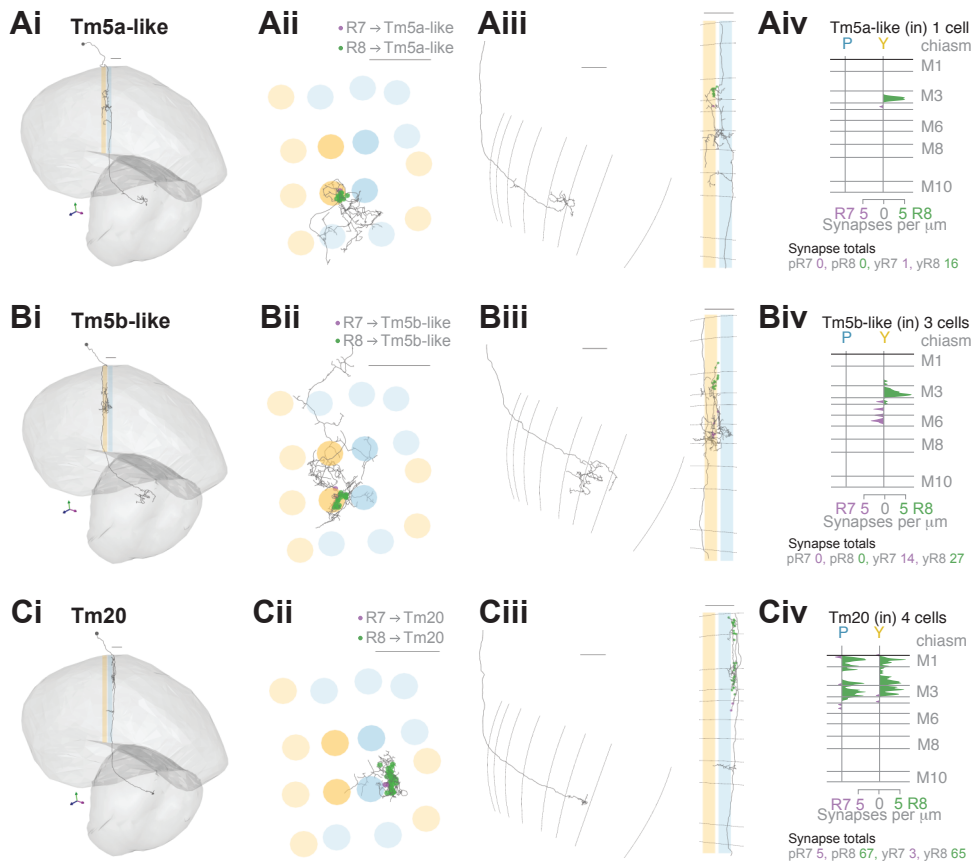 Ai
Tm5a-like
Aii
R7 → Tm5a-like
R8 → Tm5a-like
Aiii
Aiv
Tm5a-like (in) 1 cell
P Y chiasm
M1
M3
M6
M8
M10
R7 5 0 5 R8
Synapses per μm
Synapse totals
pR7 0, pR8 0, yR7 1, yR8 16
Bi
Tm5b-like
Bii
R7 → Tm5b-like
R8 → Tm5b-like
Biii
Biv
Tm5b-like (in) 3 cells
P Y chiasm
M1
M3
M6
M8
M10
R7 5 0 5 R8
Synapses per μm
Synapse totals
pR7 0, pR8 0, yR7 14, yR8 27
Ci
Tm20
Cii
R7 → Tm20
R8 → Tm20
Ciii
Civ
Tm20 (in) 4 cells
P Y chiasm
M1
M3
M6
M8
M10
R7 5 0 5 R8
Synapses per μm
Synapse totals
pR7 5, pR8 67, yR7 3, yR8 65